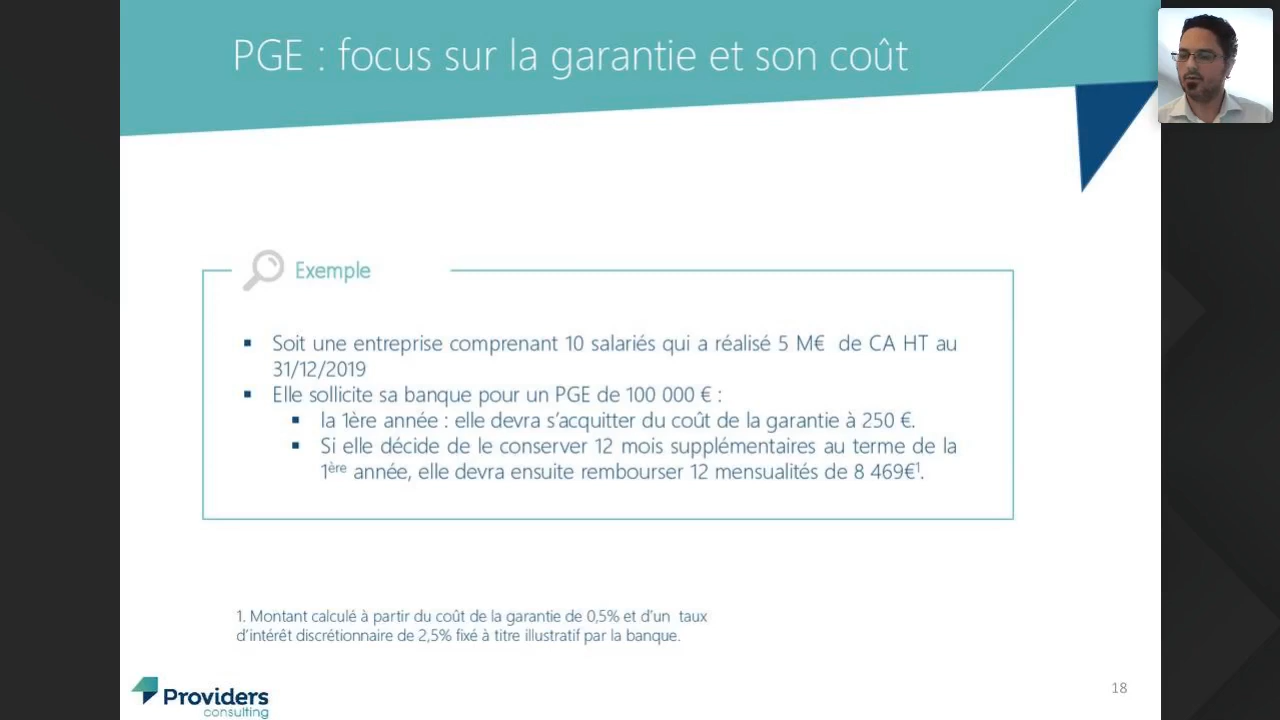 PGE : focus sur la garantie et son coût
Exemple
▪ Soit une entreprise comprenant 10 salariés qui a réalisé 5 M€ de CA HT au
31/12/2019
▪ Elle sollicite sa banque pour un PGE de 100 000 € :
▪ la 1ère année : elle devra s’acquitter du coût de la garantie à 250 €.
▪ Si elle décide de le conserver 12 mois supplémentaires au terme de la
1ère année, elle devra ensuite rembourser 12 mensualités de 8 469€¹.
1. Montant calculé à partir du coût de la garantie de 0,5% et d’un taux
d’intérêt discrétionnaire de 2,5% fixé à titre illustratif par la banque.
Providers
consulting
18